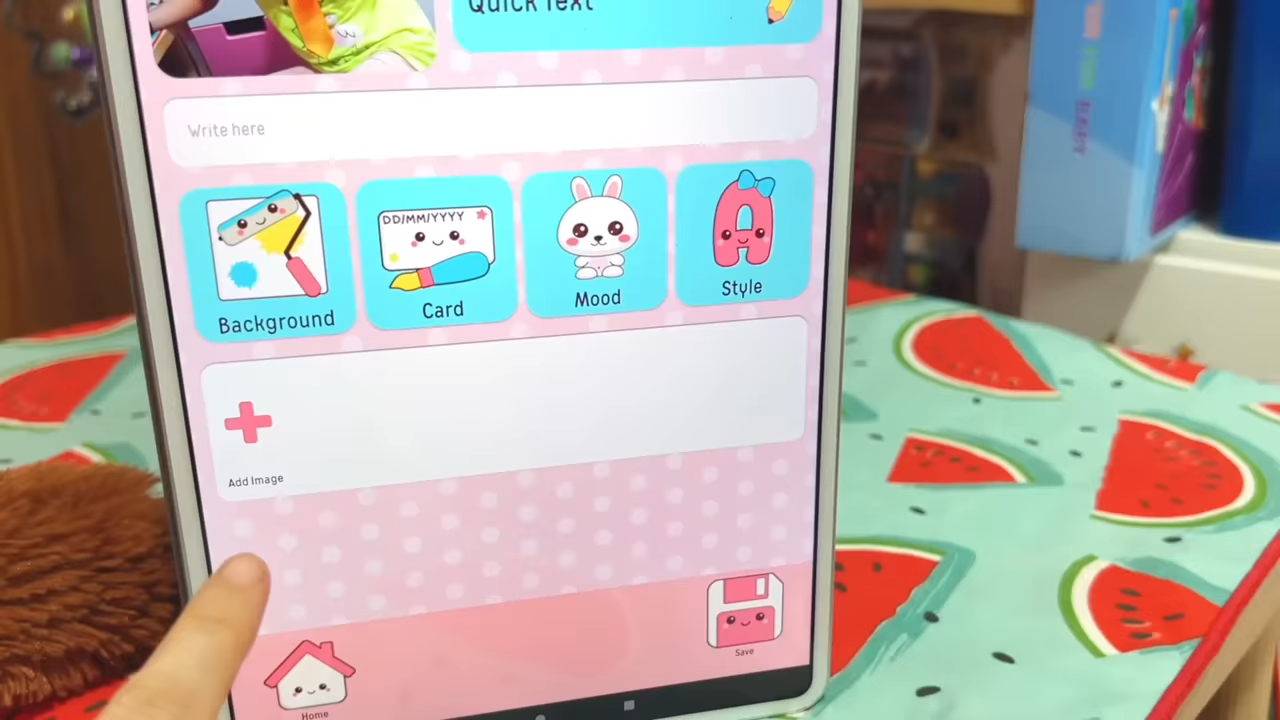 Quick Text
Write here
DD/MM/YYYY
Background
Card
Mood
Style
Add Image
Save
Home